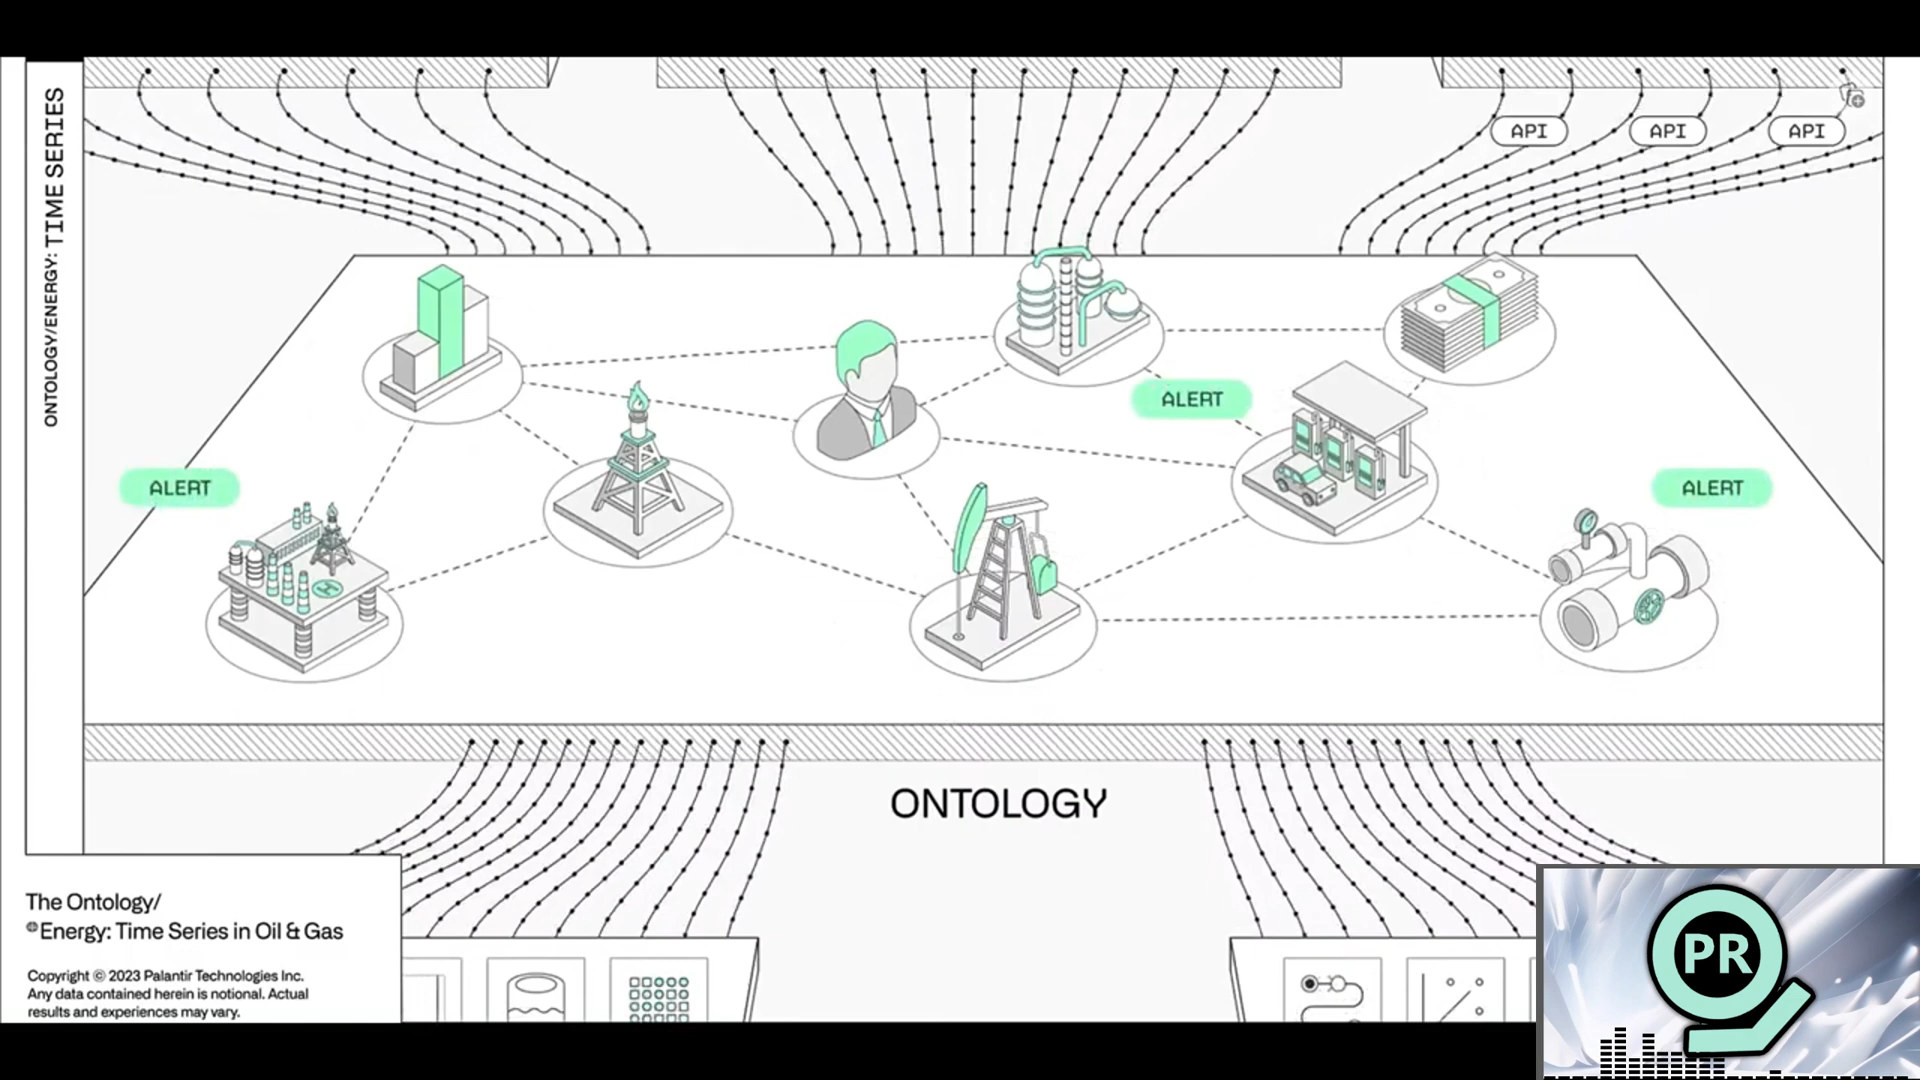 ONTOLOGY/ENERGY: TIME SERIES
API
API
API
ALERT
ALERT
ALERT
ONTOLOGY
The Ontology/
Energy: Time Series in Oil & Gas
Copyright © 2023 Palantir Technologies Inc.
Any data contained herein is notional. Actual
results and experiences may vary.
H
PR